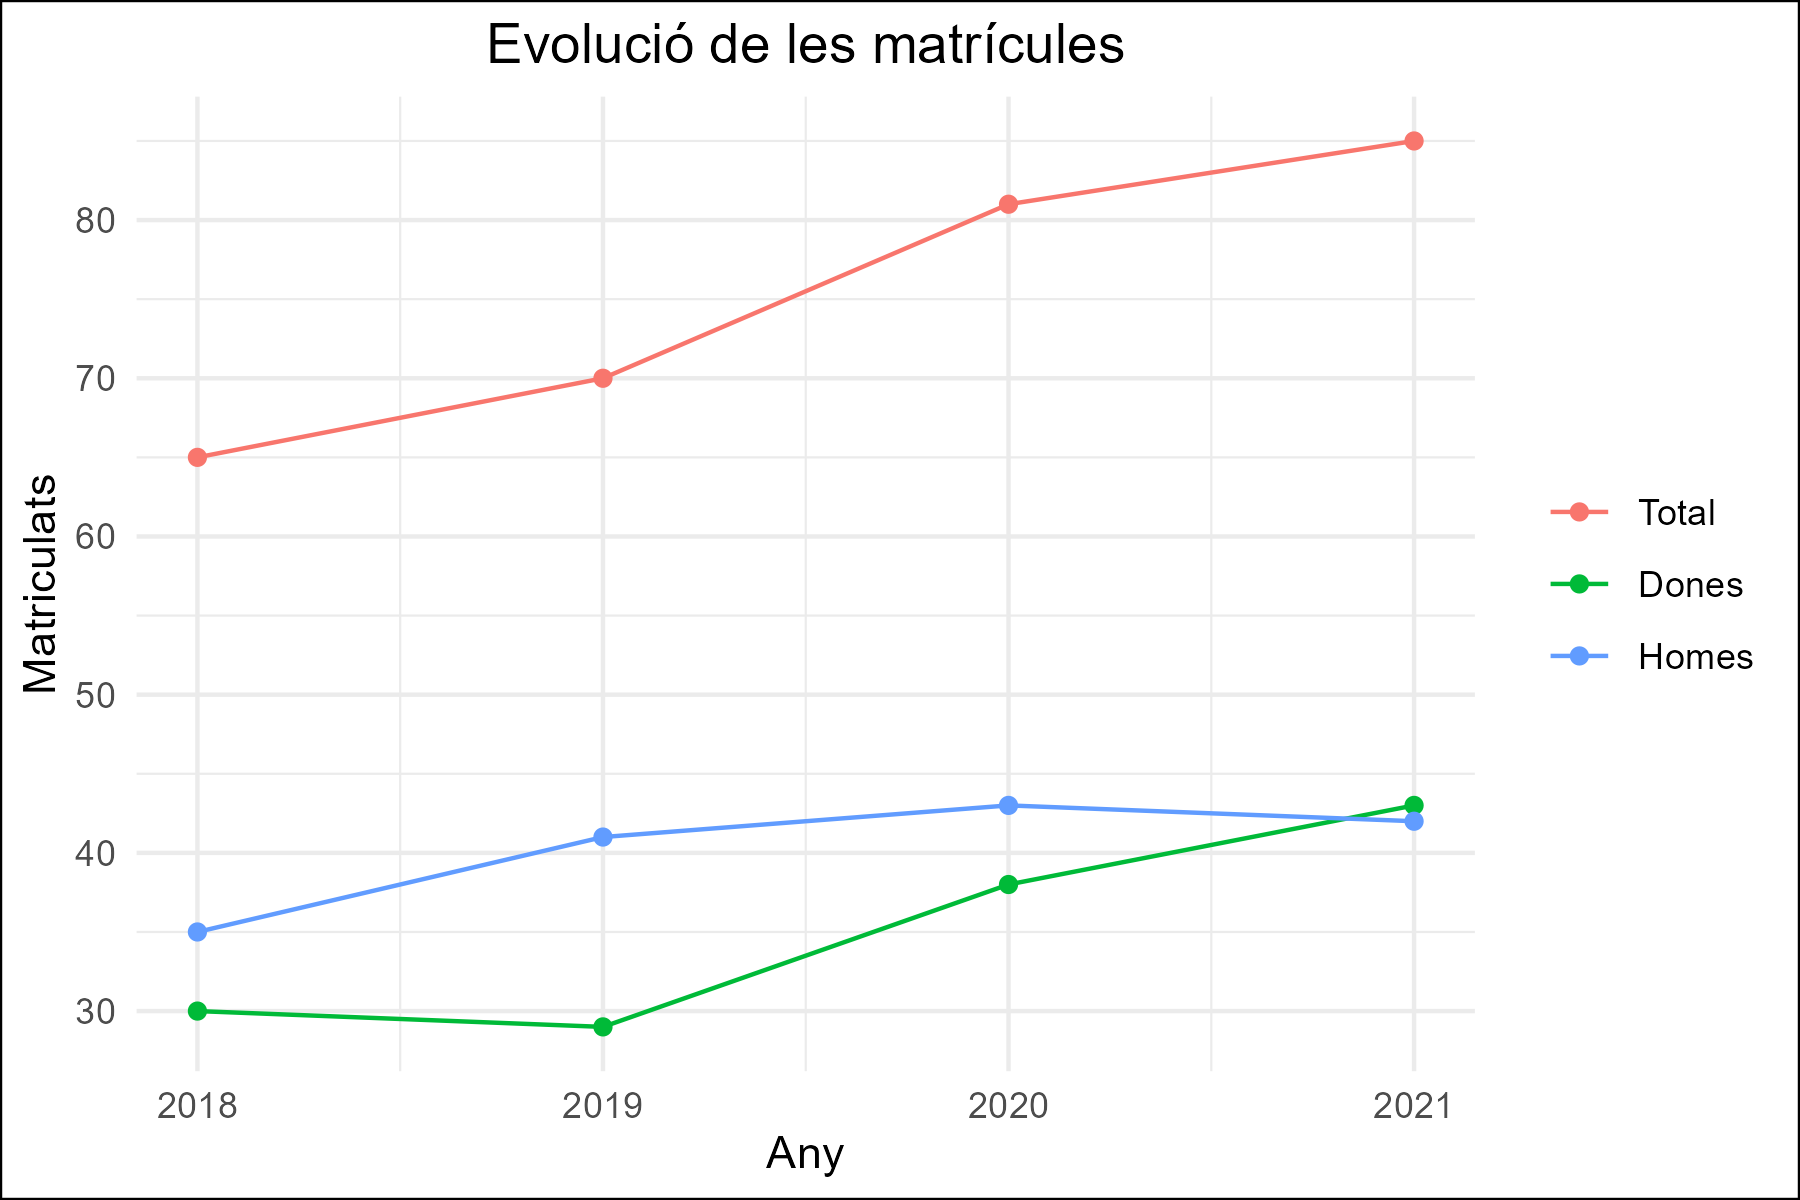 Evolució de les matrícules
Matriculats
80
70
60
50
40
30
2018
2019
2020
2021
Any
Total
Dones
Homes